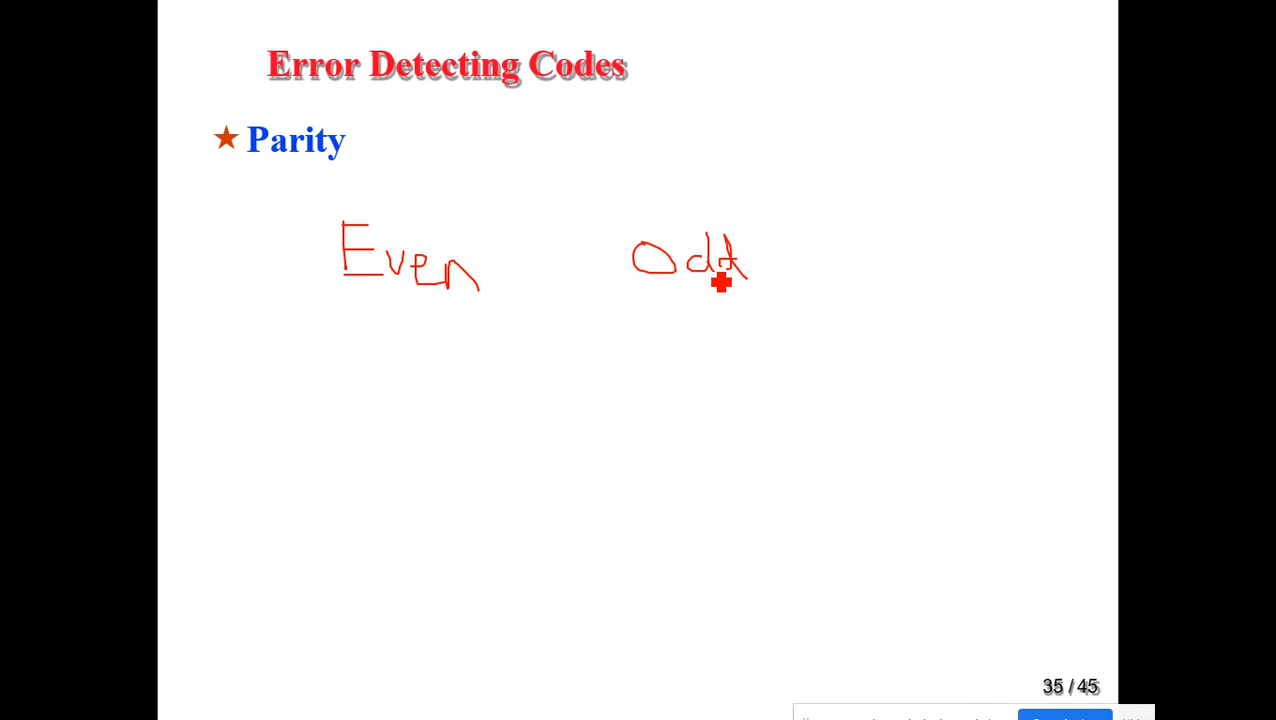 Error Detecting Codes
★ Parity
Even Odd
35 / 45